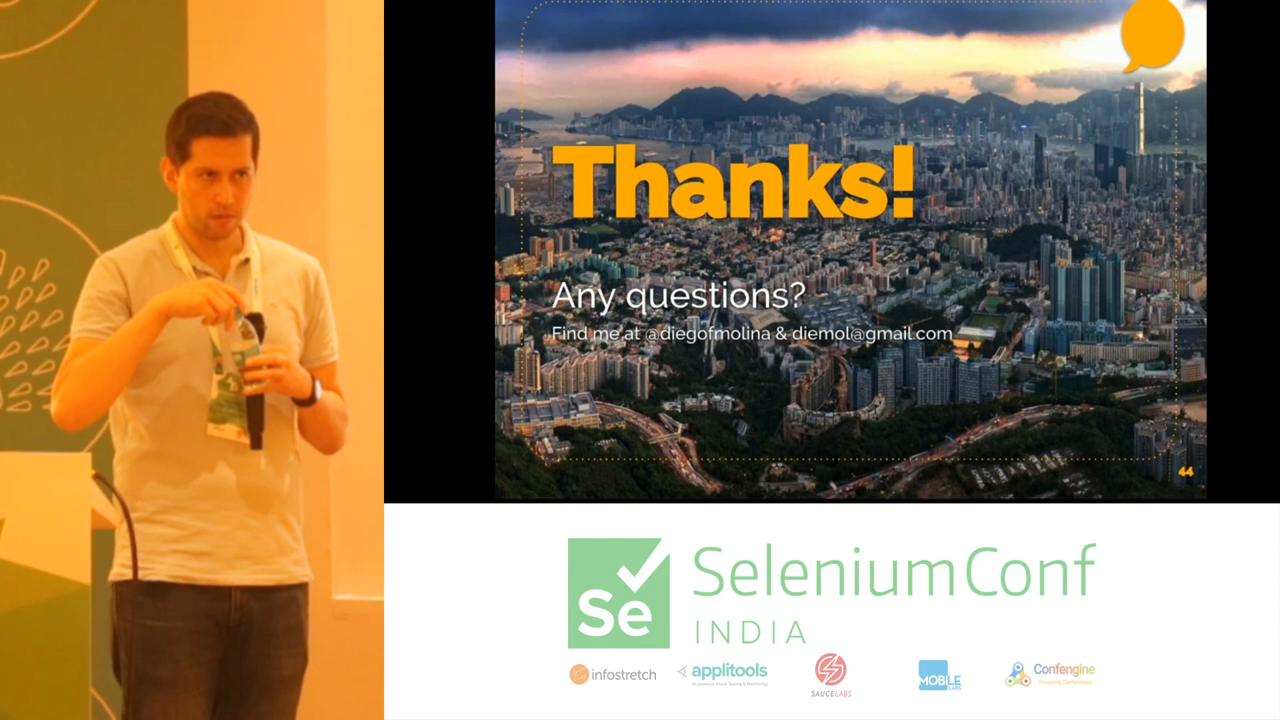 Thanks!
Any questions?
Find me at @diegofmolina & diemol@gmail.com
44
Se
SeleniumConf
INDIA
infostretch
applitools
SAUCELABS
MOBILE
LABS
Confengine